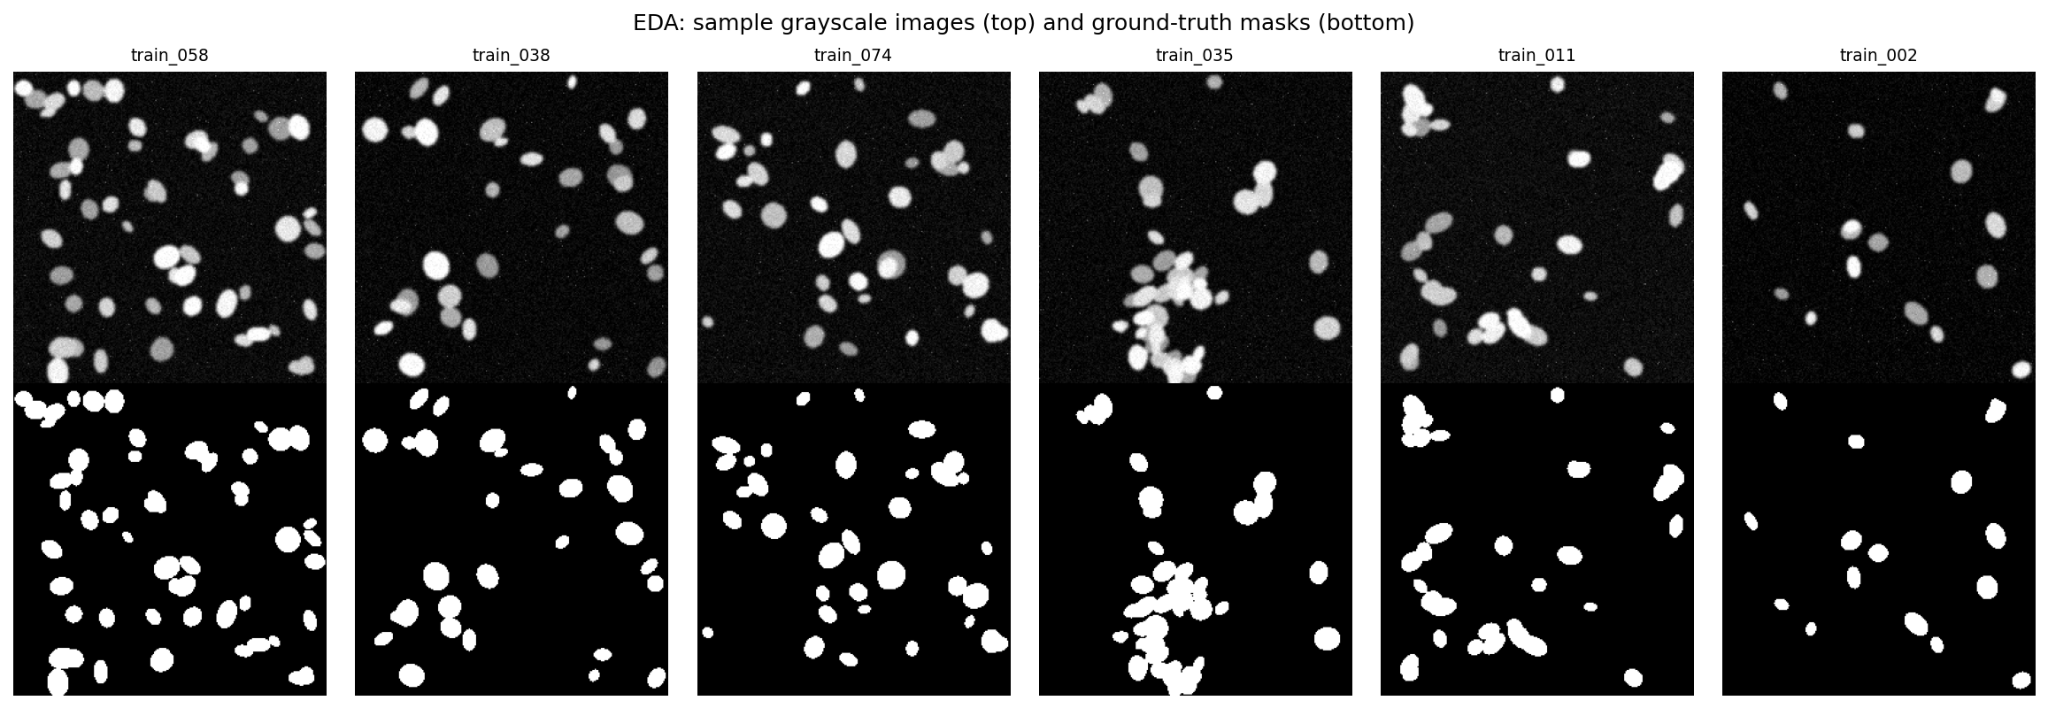 EDA: sample grayscale images (top) and ground-truth masks (bottom)
train_058 train_038 train_074 train_035 train_011 train_002